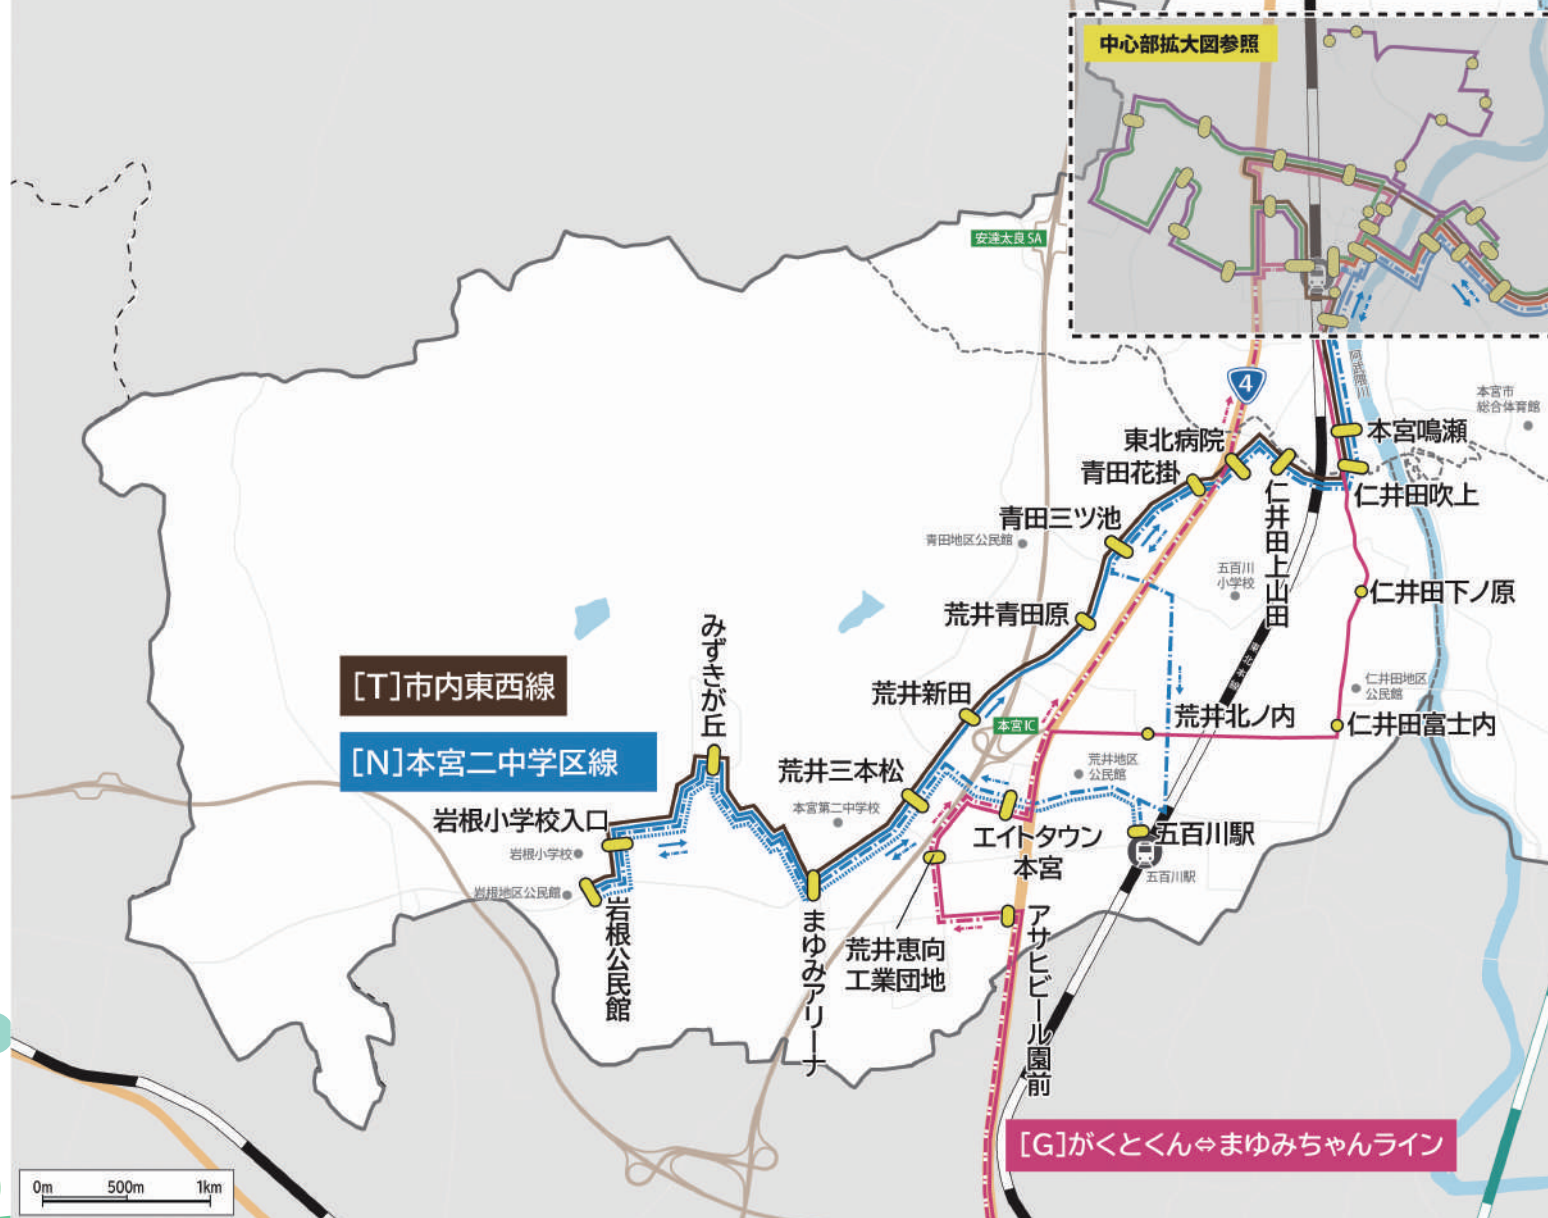 中心部拡大図参照
安達太良SA
4
阿武隈川
本宮市
総合体育館
東北病院
本宮鳴瀬
青田花掛
仁井田吹上
仁井田上山田
青田三ツ池
青田地区公民館
五百川
小学校
仁井田下ノ原
荒井青田原
みずきが丘
[T]市内東西線
仁井田地区
公民館
荒井新田
本宮IC
荒井北ノ内
仁井田富士内
[N]本宮二中学区線
荒井三本松
荒井地区
公民館
本宮第二中学校
岩根小学校入口
エイトタウン
本宮
五百川駅
岩根小学校
五百川駅
岩根地区公民館
岩根公民館
まゆみアリーナ
荒井恵向
工業団地
アサヒビール園前
[G]がくとくん⇔まゆみちゃんライン
0m 500m 1km